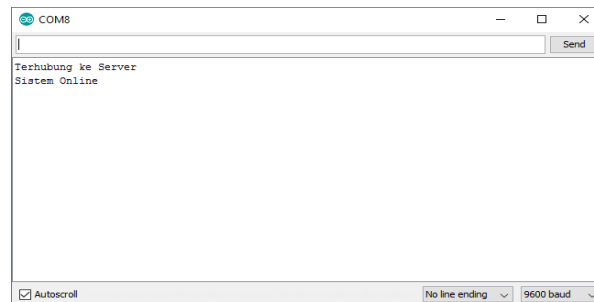 COM8
Send
Terhubung ke Server
Sistem Online
Autoscroll
No line ending
9600 baud